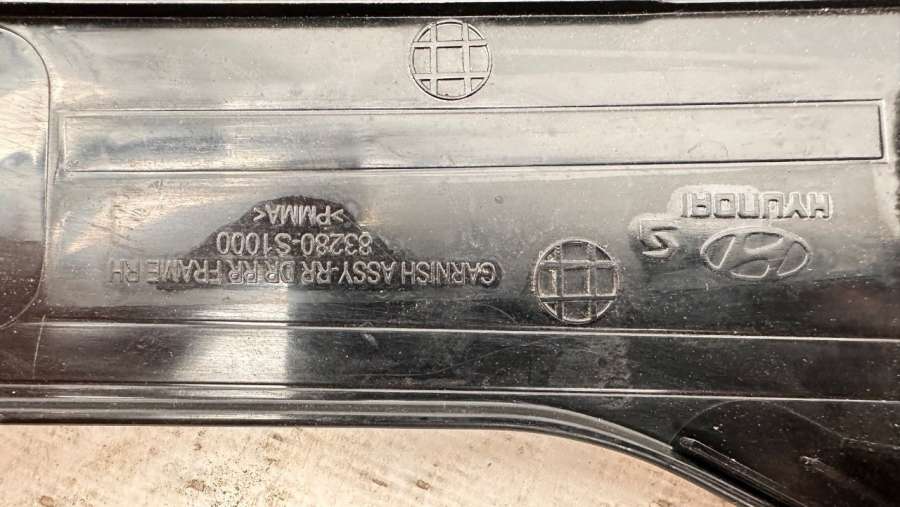 GARNISH ASSY-RR DR RR FRAME RH
83280-S1000
>PMMA<
HYUNDAI